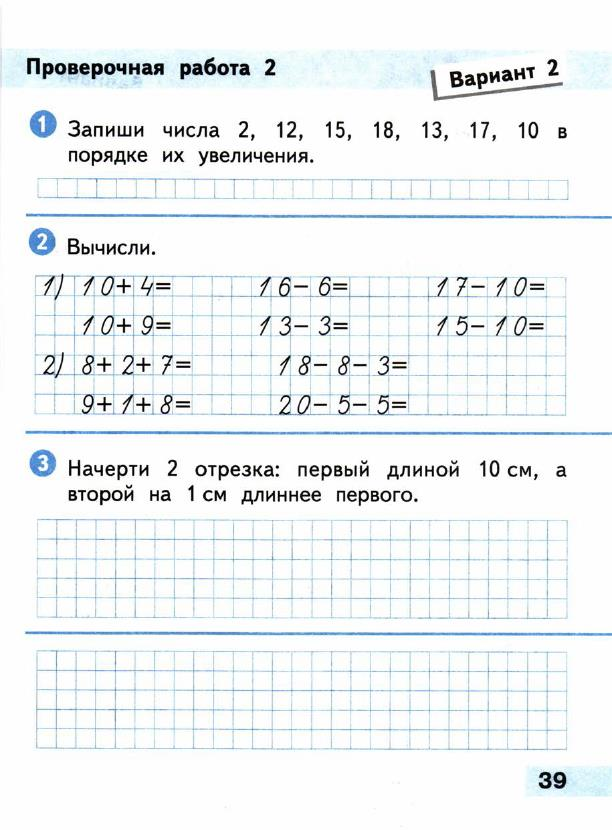 Проверочная работа 2
Вариант 2
1 Запиши числа 2, 12, 15, 18, 13, 17, 10 в
порядке их увеличения.
2 Вычисли.
1) 10+4= 16-6= 17-10=
10+9= 13-3= 15-10=
2) 8+2+7= 18-8-3=
9+1+8= 20-5-5=
3 Начерти 2 отрезка: первый длиной 10 см, а
второй на 1 см длиннее первого.
39